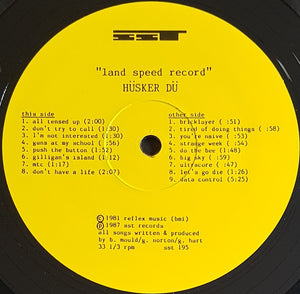 SST
"land speed record"
HÜSKER DÜ
this side
1. all tensed up (2:00)
2. don't try to call (1:30)
3. I'm not interested (1:30)
4. guns at my school ( :56)
5. push the button (1:52)
6. gilligan's island (1:12)
7. mtc (1:17)
8. don't have a life (2:07)
other side
1. bricklayer ( :51)
2. tired of doing things ( :58)
3. you're naive ( :53)
4. strange week ( :54)
5. do the bee (1:48)
6. big sky ( :59)
7. ultracore ( :47)
8. let's go die (1:26)
9. data control (5:25)
©1981 reflex music (bmi)
℗1987 sst records
all songs written & produced
by b. mould/g. norton/g. hart
33 1/3 rpm sst 195